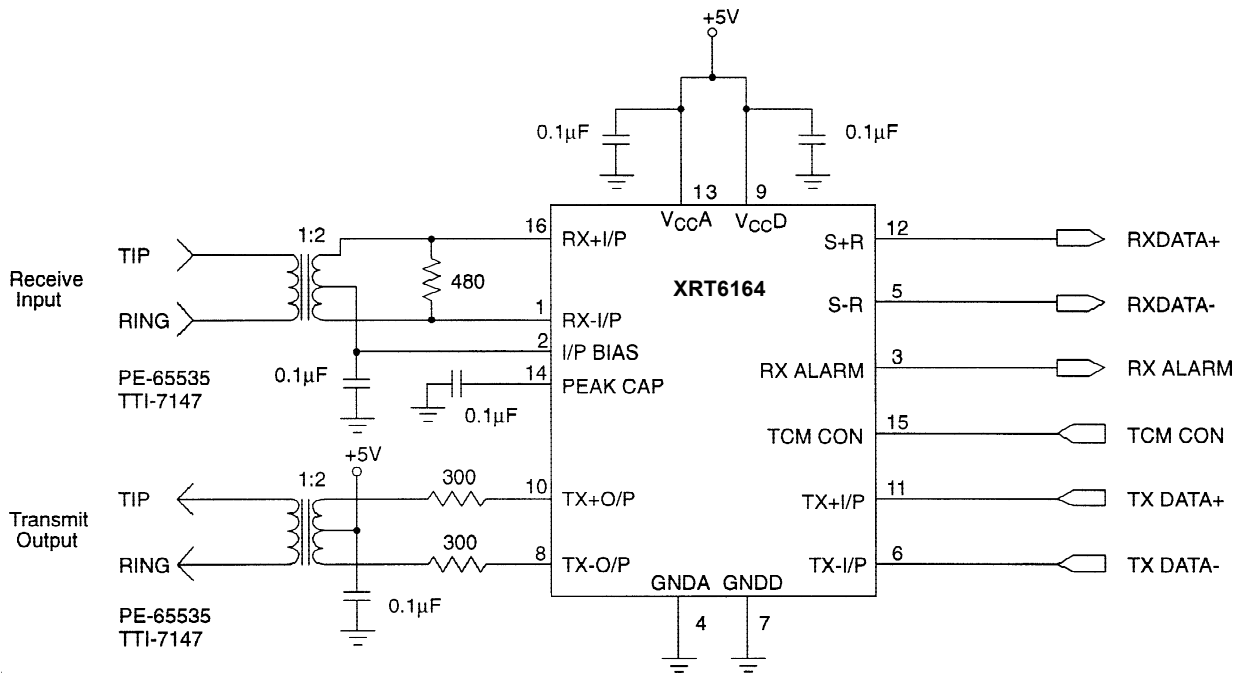 +5V
0.1µF
0.1µF
13
9
VCCA
VCCD
Receive
Input
TIP
RING
1:2
480
16
1
2
14
RX+I/P
RX-I/P
I/P BIAS
PEAK CAP
XRT6164
S+R
S-R
RX ALARM
TCM CON
TX+I/P
TX-I/P
12
5
3
15
11
6
RXDATA+
RXDATA-
RX ALARM
TCM CON
TX DATA+
TX DATA-
0.1µF
0.1µF
PE-65535
TTI-7147
+5V
Transmit
Output
TIP
RING
1:2
300
300
10
8
TX+O/P
TX-O/P
0.1µF
PE-65535
TTI-7147
GNDA
GNDD
4
7